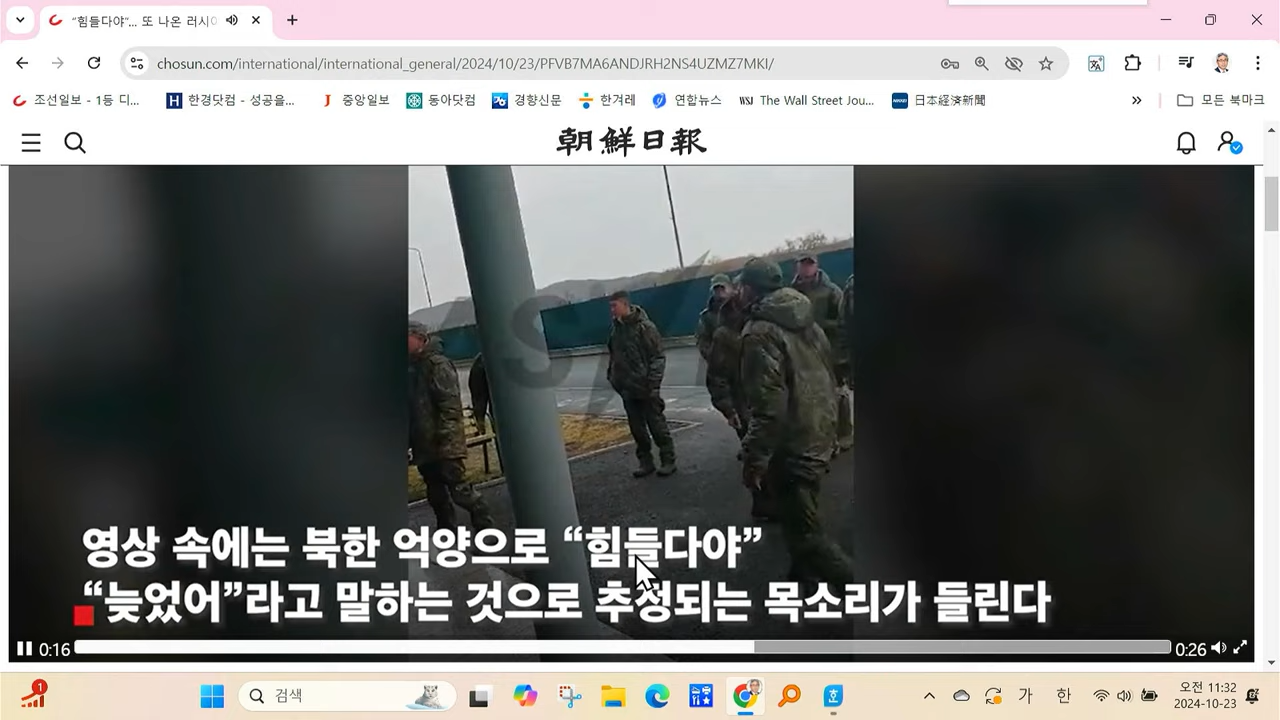 “힘들다야”... 또 나온 러시아
chosun.com/international/international_general/2024/10/23/PFVB7MA6ANDJRH2NS4UZMZ7MKI/
조선일보 - 1등 디... 한경닷컴 - 성공을... 중앙일보 동아닷컴 경향신문 한겨레 연합뉴스 The Wall Street Jou... 日本経済新聞 모든 북마크
朝鮮日報
영상 속에는 북한 억양으로 “힘들다야”
“늦었어”라고 말하는 것으로 추정되는 목소리가 들린다
0:16 0:26
1 검색 가 한 오전 11:32
2024-10-23